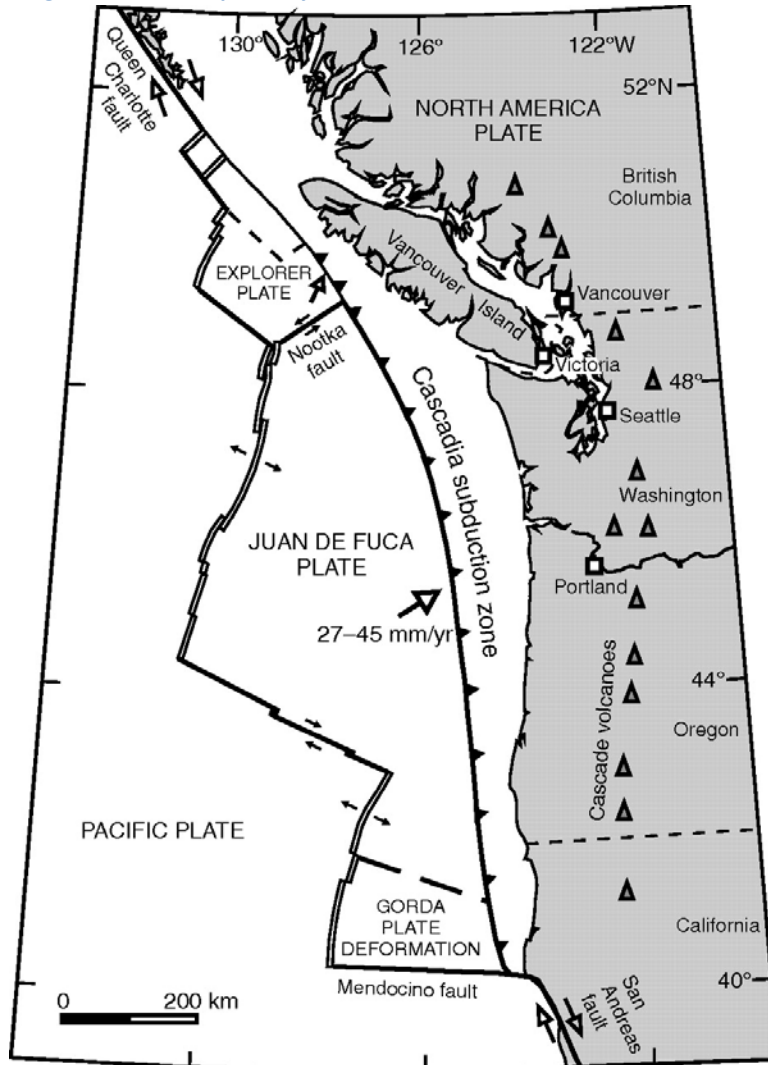 130°
126°
122°W
52°N
Queen
Charlotte
fault
NORTH AMERICA
PLATE
British
Columbia
Vancouver
Island
EXPLORER
PLATE
Vancouver
Nootka
fault
Victoria
48°
Seattle
Cascadia subduction zone
Washington
JUAN DE FUCA
PLATE
Portland
27–45 mm/yr
44°
Cascade volcanoes
Oregon
PACIFIC PLATE
GORDA
PLATE
DEFORMATION
California
Mendocino fault
40°
San
Andreas
fault
0 200 km